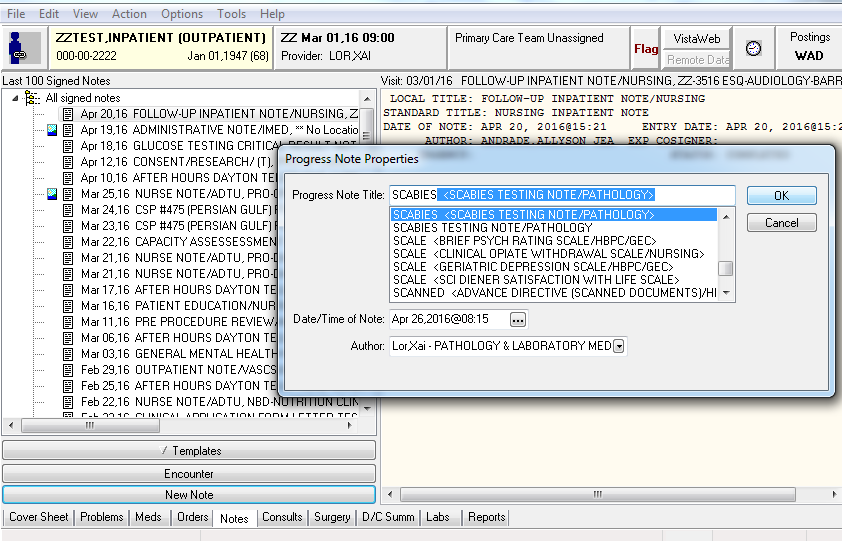 File Edit View Action Options Tools Help
ZZTEST,INPATIENT (OUTPATIENT)
000-00-2222 Jan 01,1947 (68)
ZZ Mar 01,16 09:00
Provider: LOR,XAI
Primary Care Team Unassigned
Flag
VistaWeb
Remote Data
Postings
WAD
Last 100 Signed Notes
Visit: 03/01/16 FOLLOW-UP INPATIENT NOTE/NURSING, ZZ-3516 ESQ-AUDIOLOGY-BARR
All signed notes
Apr 20,16 FOLLOW-UP INPATIENT NOTE/NURSING, Z
Apr 19,16 ADMINISTRATIVE NOTE/IMED, ** No Locatio
Apr 18,16 GLUCOSE TESTING CRITICAL RESULT NOT
Apr 12,16 CONSENT/RESEARCH/ (T),
Apr 10,16 AFTER HOURS DAYTON TE
Mar 25,16 NURSE NOTE/ADTU, PRO-C
Mar 24,16 CSP #475 (PERSIAN GULF)
Mar 23,16 CSP #475 (PERSIAN GULF) F
Mar 22,16 CAPACITY ASSESSESSMEN
Mar 21,16 NURSE NOTE/ADTU, PRO-D
Mar 21,16 NURSE NOTE/ADTU, PRO-D
Mar 17,16 AFTER HOURS DAYTON TE
Mar 16,16 PATIENT EDUCATION/NUR
Mar 11,16 PRE PROCEDURE REVIEW/
Mar 06,16 AFTER HOURS DAYTON TE
Mar 03,16 GENERAL MENTAL HEALTH
Feb 29,16 OUTPATIENT NOTE/VASCS
Feb 25,16 AFTER HOURS DAYTON TE
Feb 22,16 NURSE NOTE/ADTU, NBD-NUTRITION CLIN
LOCAL TITLE: FOLLOW-UP INPATIENT NOTE/NURSING
STANDARD TITLE: NURSING INPATIENT NOTE
DATE OF NOTE: APR 20, 2016@15:21 ENTRY DATE: APR 20, 2016@15:2
AUTHOR: ANDRADE,ALLYSON JEA EXP COSIGNER:
Progress Note Properties
Progress Note Title: SCABIES <SCABIES TESTING NOTE/PATHOLOGY>
SCABIES <SCABIES TESTING NOTE/PATHOLOGY>
SCABIES TESTING NOTE/PATHOLOGY
SCALE <BRIEF PSYCH RATING SCALE/HBPC/GEC>
SCALE <CLINICAL OPIATE WITHDRAWAL SCALE/NURSING>
SCALE <GERIATRIC DEPRESSION SCALE/HBPC/GEC>
SCALE <SCI DIENER SATISFACTION WITH LIFE SCALE>
SCANNED <ADVANCE DIRECTIVE (SCANNED DOCUMENTS)/HI
OK
Cancel
Date/Time of Note: Apr 26,2016@08:15 ...
Author: Lor,Xai - PATHOLOGY & LABORATORY MED
Templates
Encounter
New Note
Cover Sheet Problems Meds Orders Notes Consults Surgery D/C Summ Labs Reports